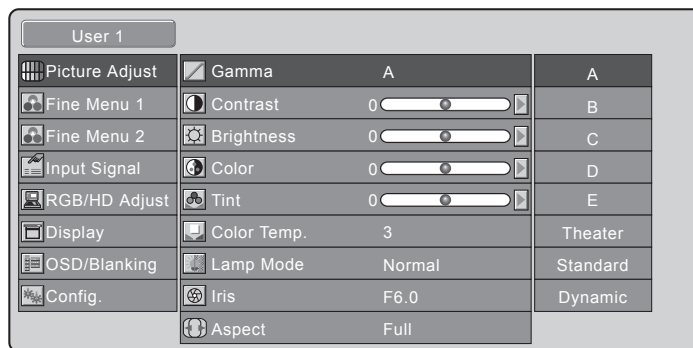 User 1
Picture Adjust Gamma A A
Fine Menu 1 Contrast 0 B
Fine Menu 2 Brightness 0 C
Input Signal Color 0 D
RGB/HD Adjust Tint 0 E
Display Color Temp. 3 Theater
OSD/Blanking Lamp Mode Normal Standard
Config. Iris F6.0 Dynamic
Aspect Full